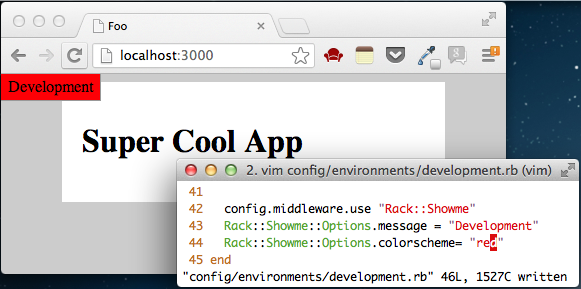 Foo
localhost:3000
Development
Super Cool App
2. vim config/environments/development.rb (vim)
41
42 config.middleware.use "Rack::Showme"
43 Rack::Showme::Options.message = "Development"
44 Rack::Showme::Options.colorscheme= "red"
45 end
"config/environments/development.rb" 46L, 1527C written